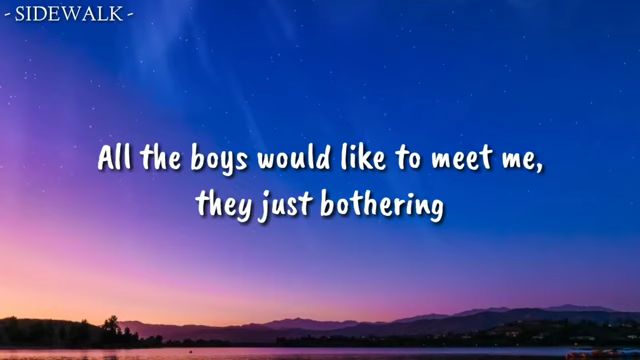 - SIDEWALK -
All the boys would like to meet me,
they just bothering